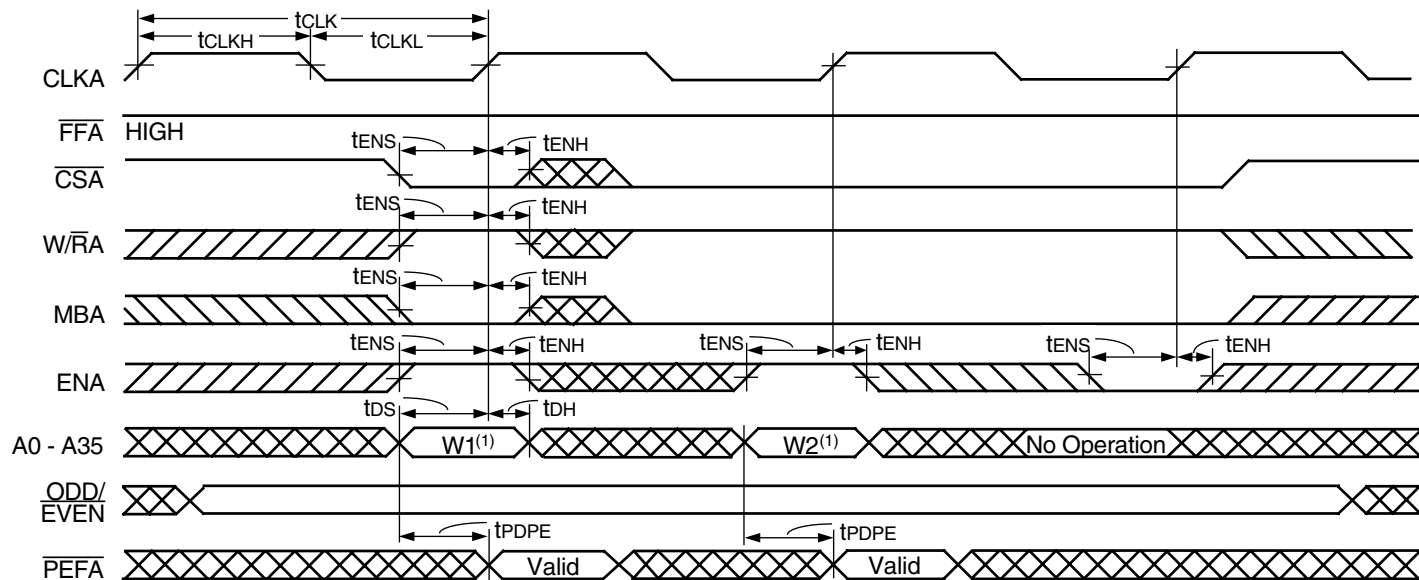 tCLK
tCLKH tCLKL
CLKA
FFA HIGH
tENS tENH
CSA
tENS tENH
W/RA
tENS tENH
MBA
tENS tENH tENS tENH tENS tENH
ENA
tDS tDH
A0 - A35 W1(1) W2(1) No Operation
ODD/
EVEN
tPDPE tPDPE
PEFA Valid Valid